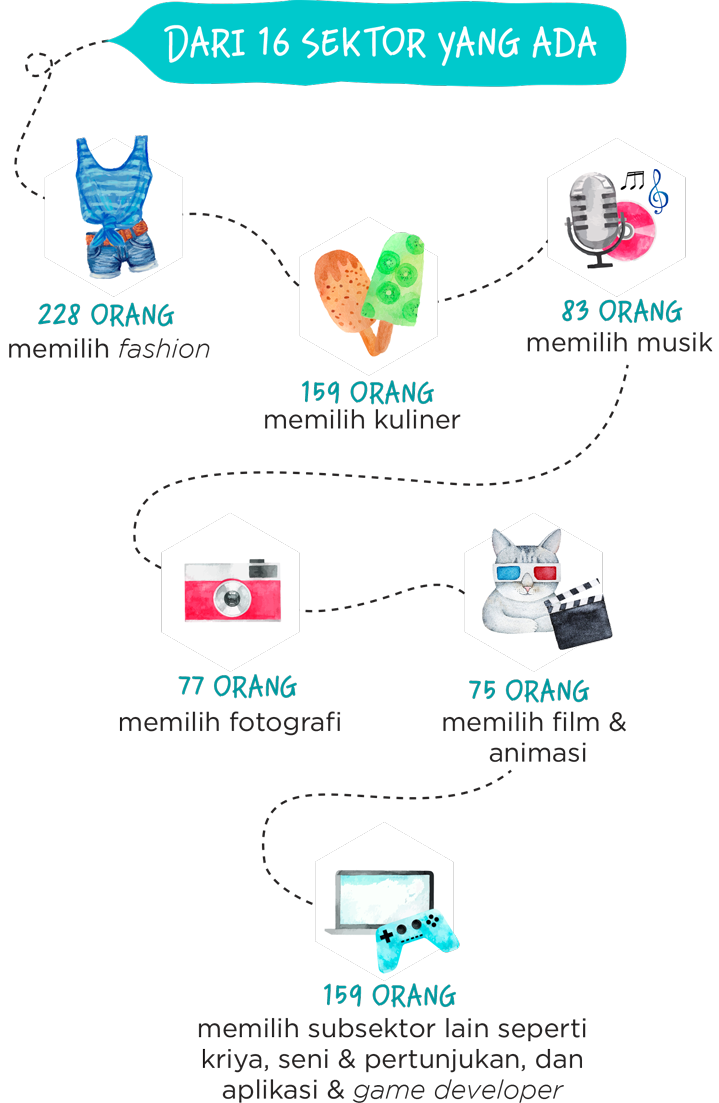 DARI 16 SEKTOR YANG ADA
228 ORANG
memilih fashion
159 ORANG
memilih kuliner
83 ORANG
memilih musik
77 ORANG
memilih fotografi
75 ORANG
memilih film &
animasi
159 ORANG
memilih subsektor lain seperti
kriya, seni & pertunjukan, dan
aplikasi & game developer